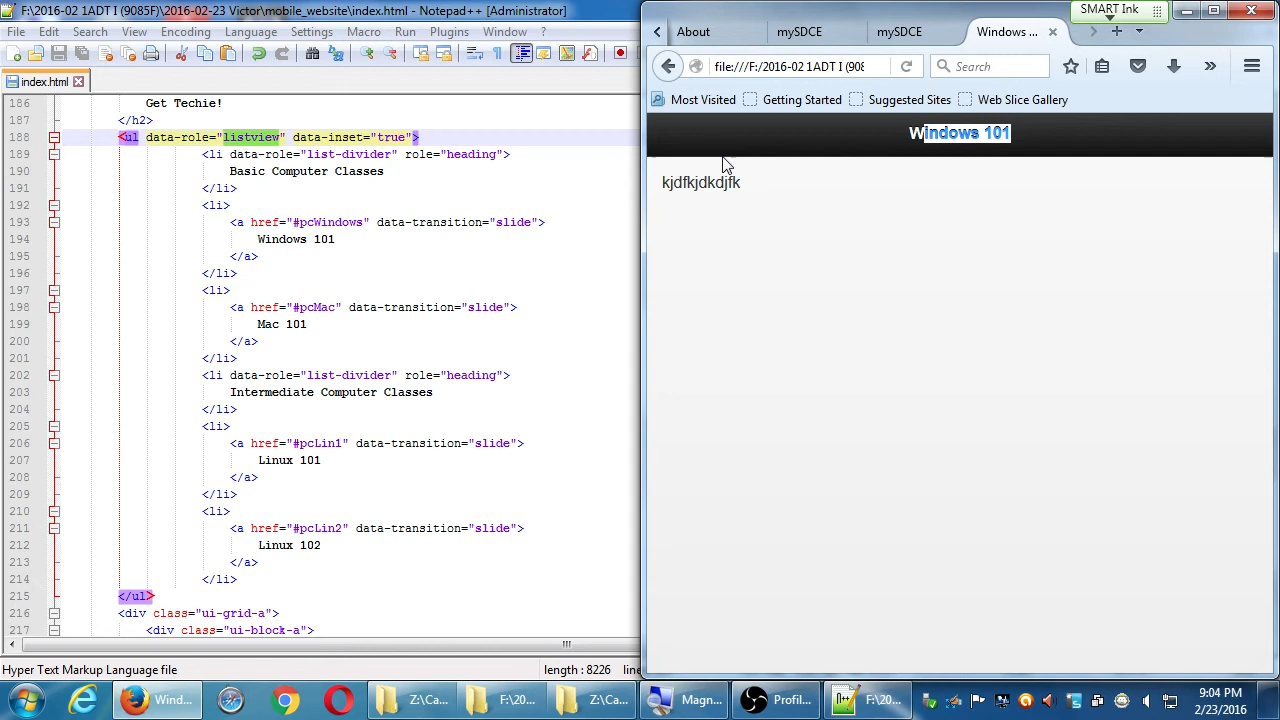 F:\2016-02 1ADT I (9085F)\2016-02-23 Victor\mobile_website\index.html - Notepad++ [Administrator]
File Edit Search View Encoding Language Settings Macro Run Plugins Window ?
index.html
186 Get Techie!
187 </h2>
188 <ul data-role="listview" data-inset="true">
189 <li data-role="list-divider" role="heading">
190 Basic Computer Classes
191 </li>
192 <li>
193 <a href="#pcWindows" data-transition="slide">
194 Windows 101
195 </a>
196 </li>
197 <li>
198 <a href="#pcMac" data-transition="slide">
199 Mac 101
200 </a>
201 </li>
202 <li data-role="list-divider" role="heading">
203 Intermediate Computer Classes
204 </li>
205 <li>
206 <a href="#pcLin1" data-transition="slide">
207 Linux 101
208 </a>
209 </li>
210 <li>
211 <a href="#pcLin2" data-transition="slide">
212 Linux 102
213 </a>
214 </li>
215 </ul>
216 <div class="ui-grid-a">
217 <div class="ui-block-a">
Hyper Text Markup Language file length : 8226 line
SMART Ink
About mySDCE mySDCE Windows ...
file:///F:/2016-02 1ADT I (908 Search
Most Visited Getting Started Suggested Sites Web Slice Gallery
Windows 101
kjdfkjdkdjfk
Wind... Z:\Ca... F:\20... Z:\Ca... Magn... Profil... F:\20... 9:04 PM
2/23/2016